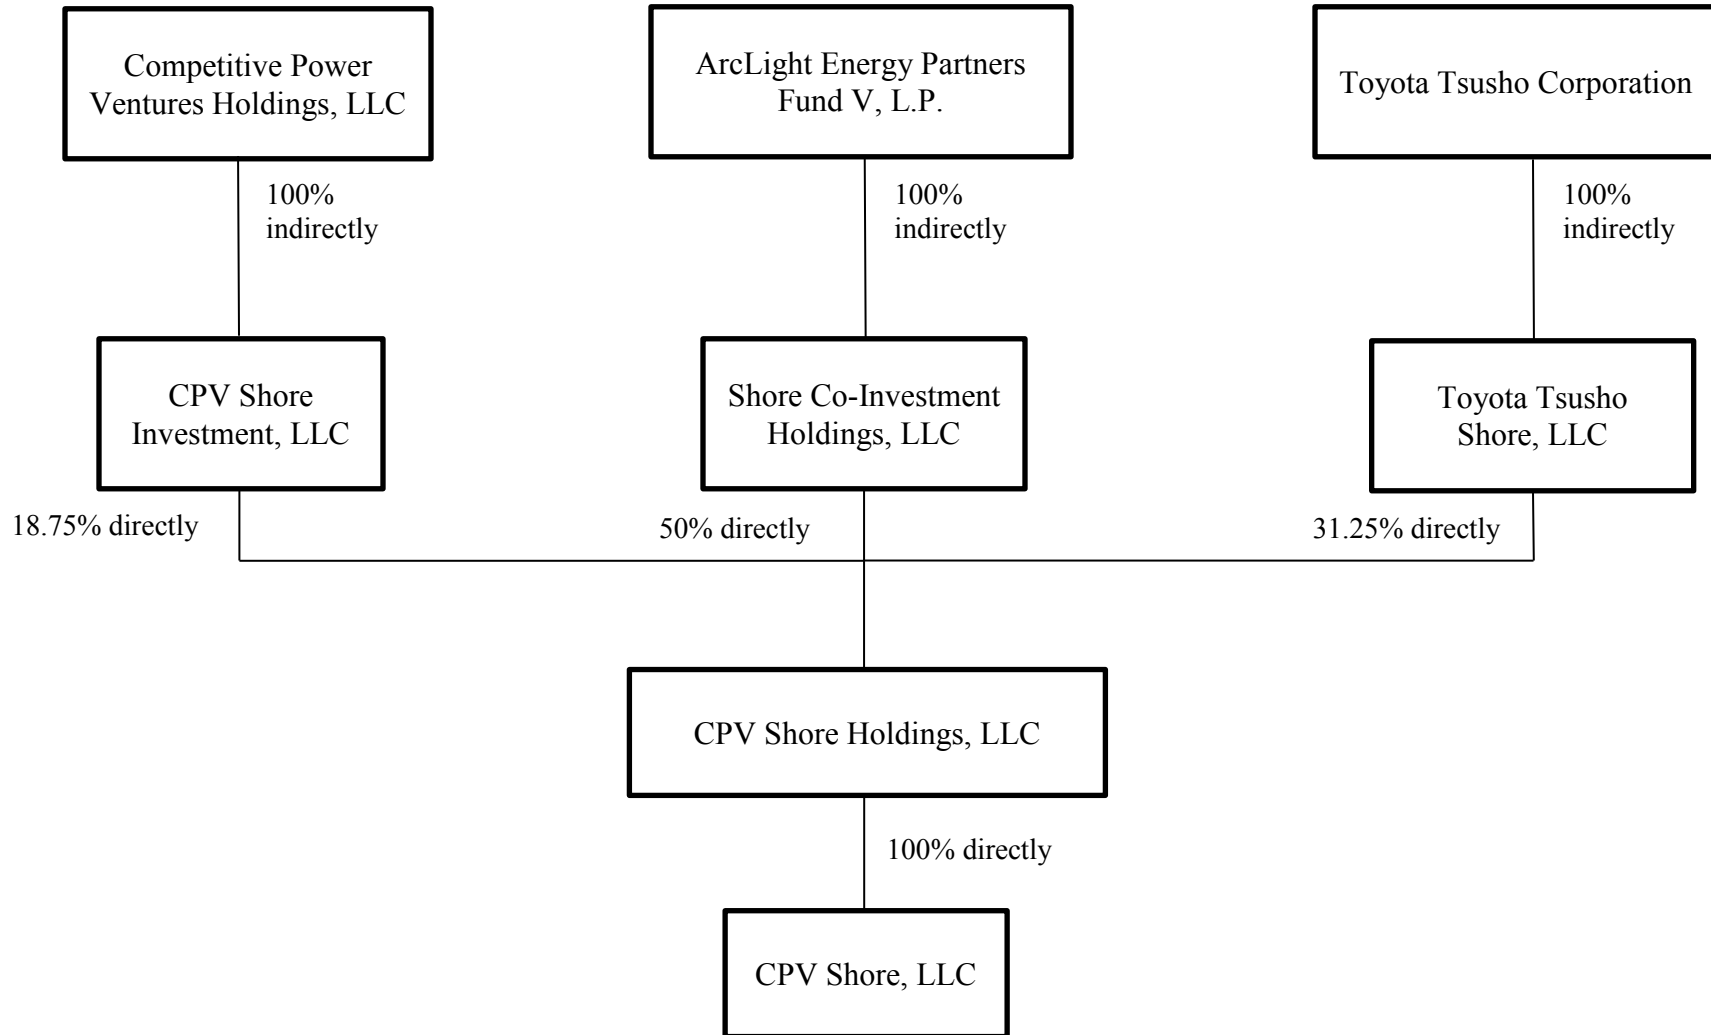 Competitive Power
Ventures Holdings, LLC
ArcLight Energy Partners
Fund V, L.P.
Toyota Tsusho Corporation
100%
indirectly
100%
indirectly
100%
indirectly
CPV Shore
Investment, LLC
Shore Co-Investment
Holdings, LLC
Toyota Tsusho
Shore, LLC
18.75% directly
50% directly
31.25% directly
CPV Shore Holdings, LLC
100% directly
CPV Shore, LLC